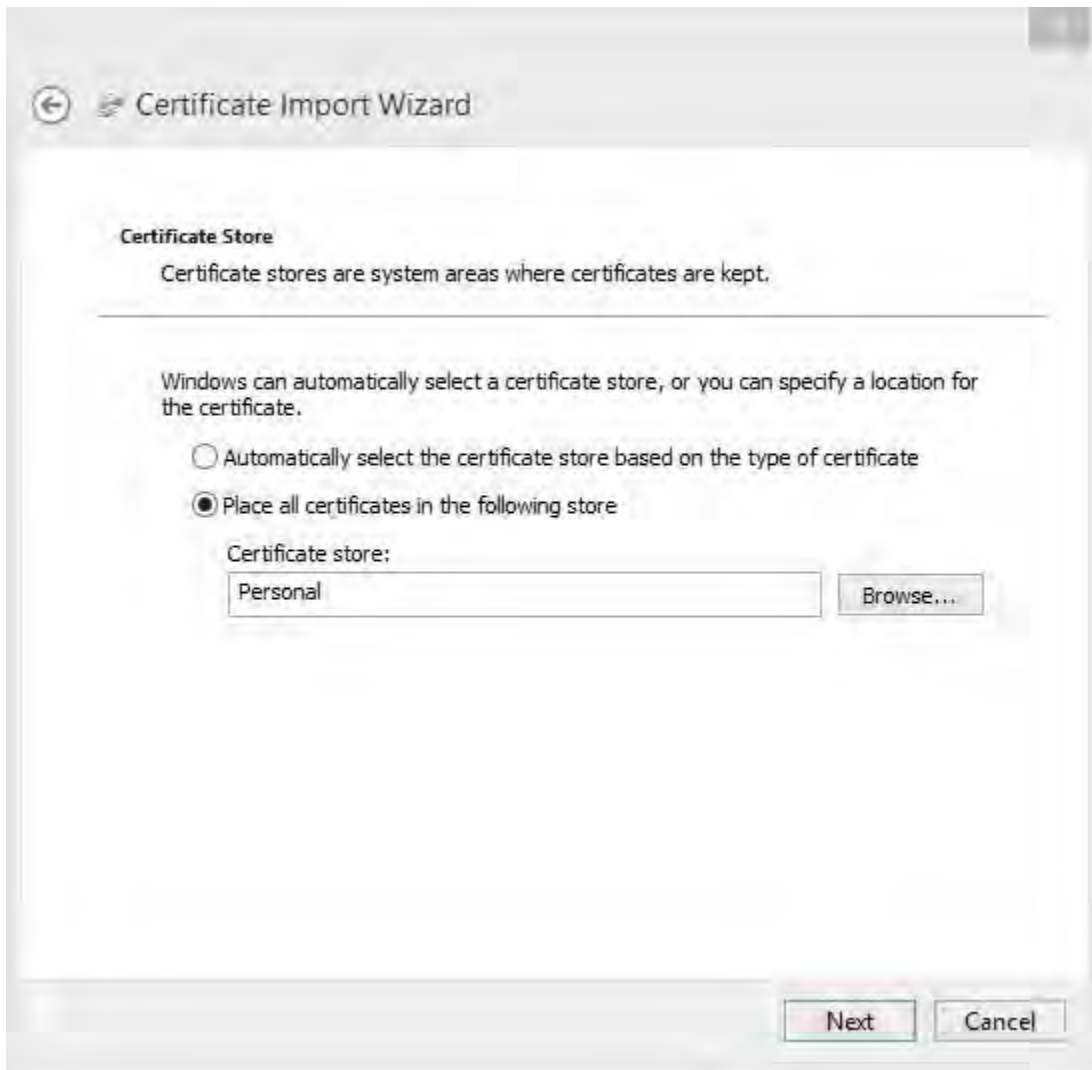 Certificate Import Wizard
Certificate Store
Certificate stores are system areas where certificates are kept.
Windows can automatically select a certificate store, or you can specify a location for
the certificate.
Automatically select the certificate store based on the type of certificate
Place all certificates in the following store
Certificate store:
Personal
Browse...
Next
Cancel